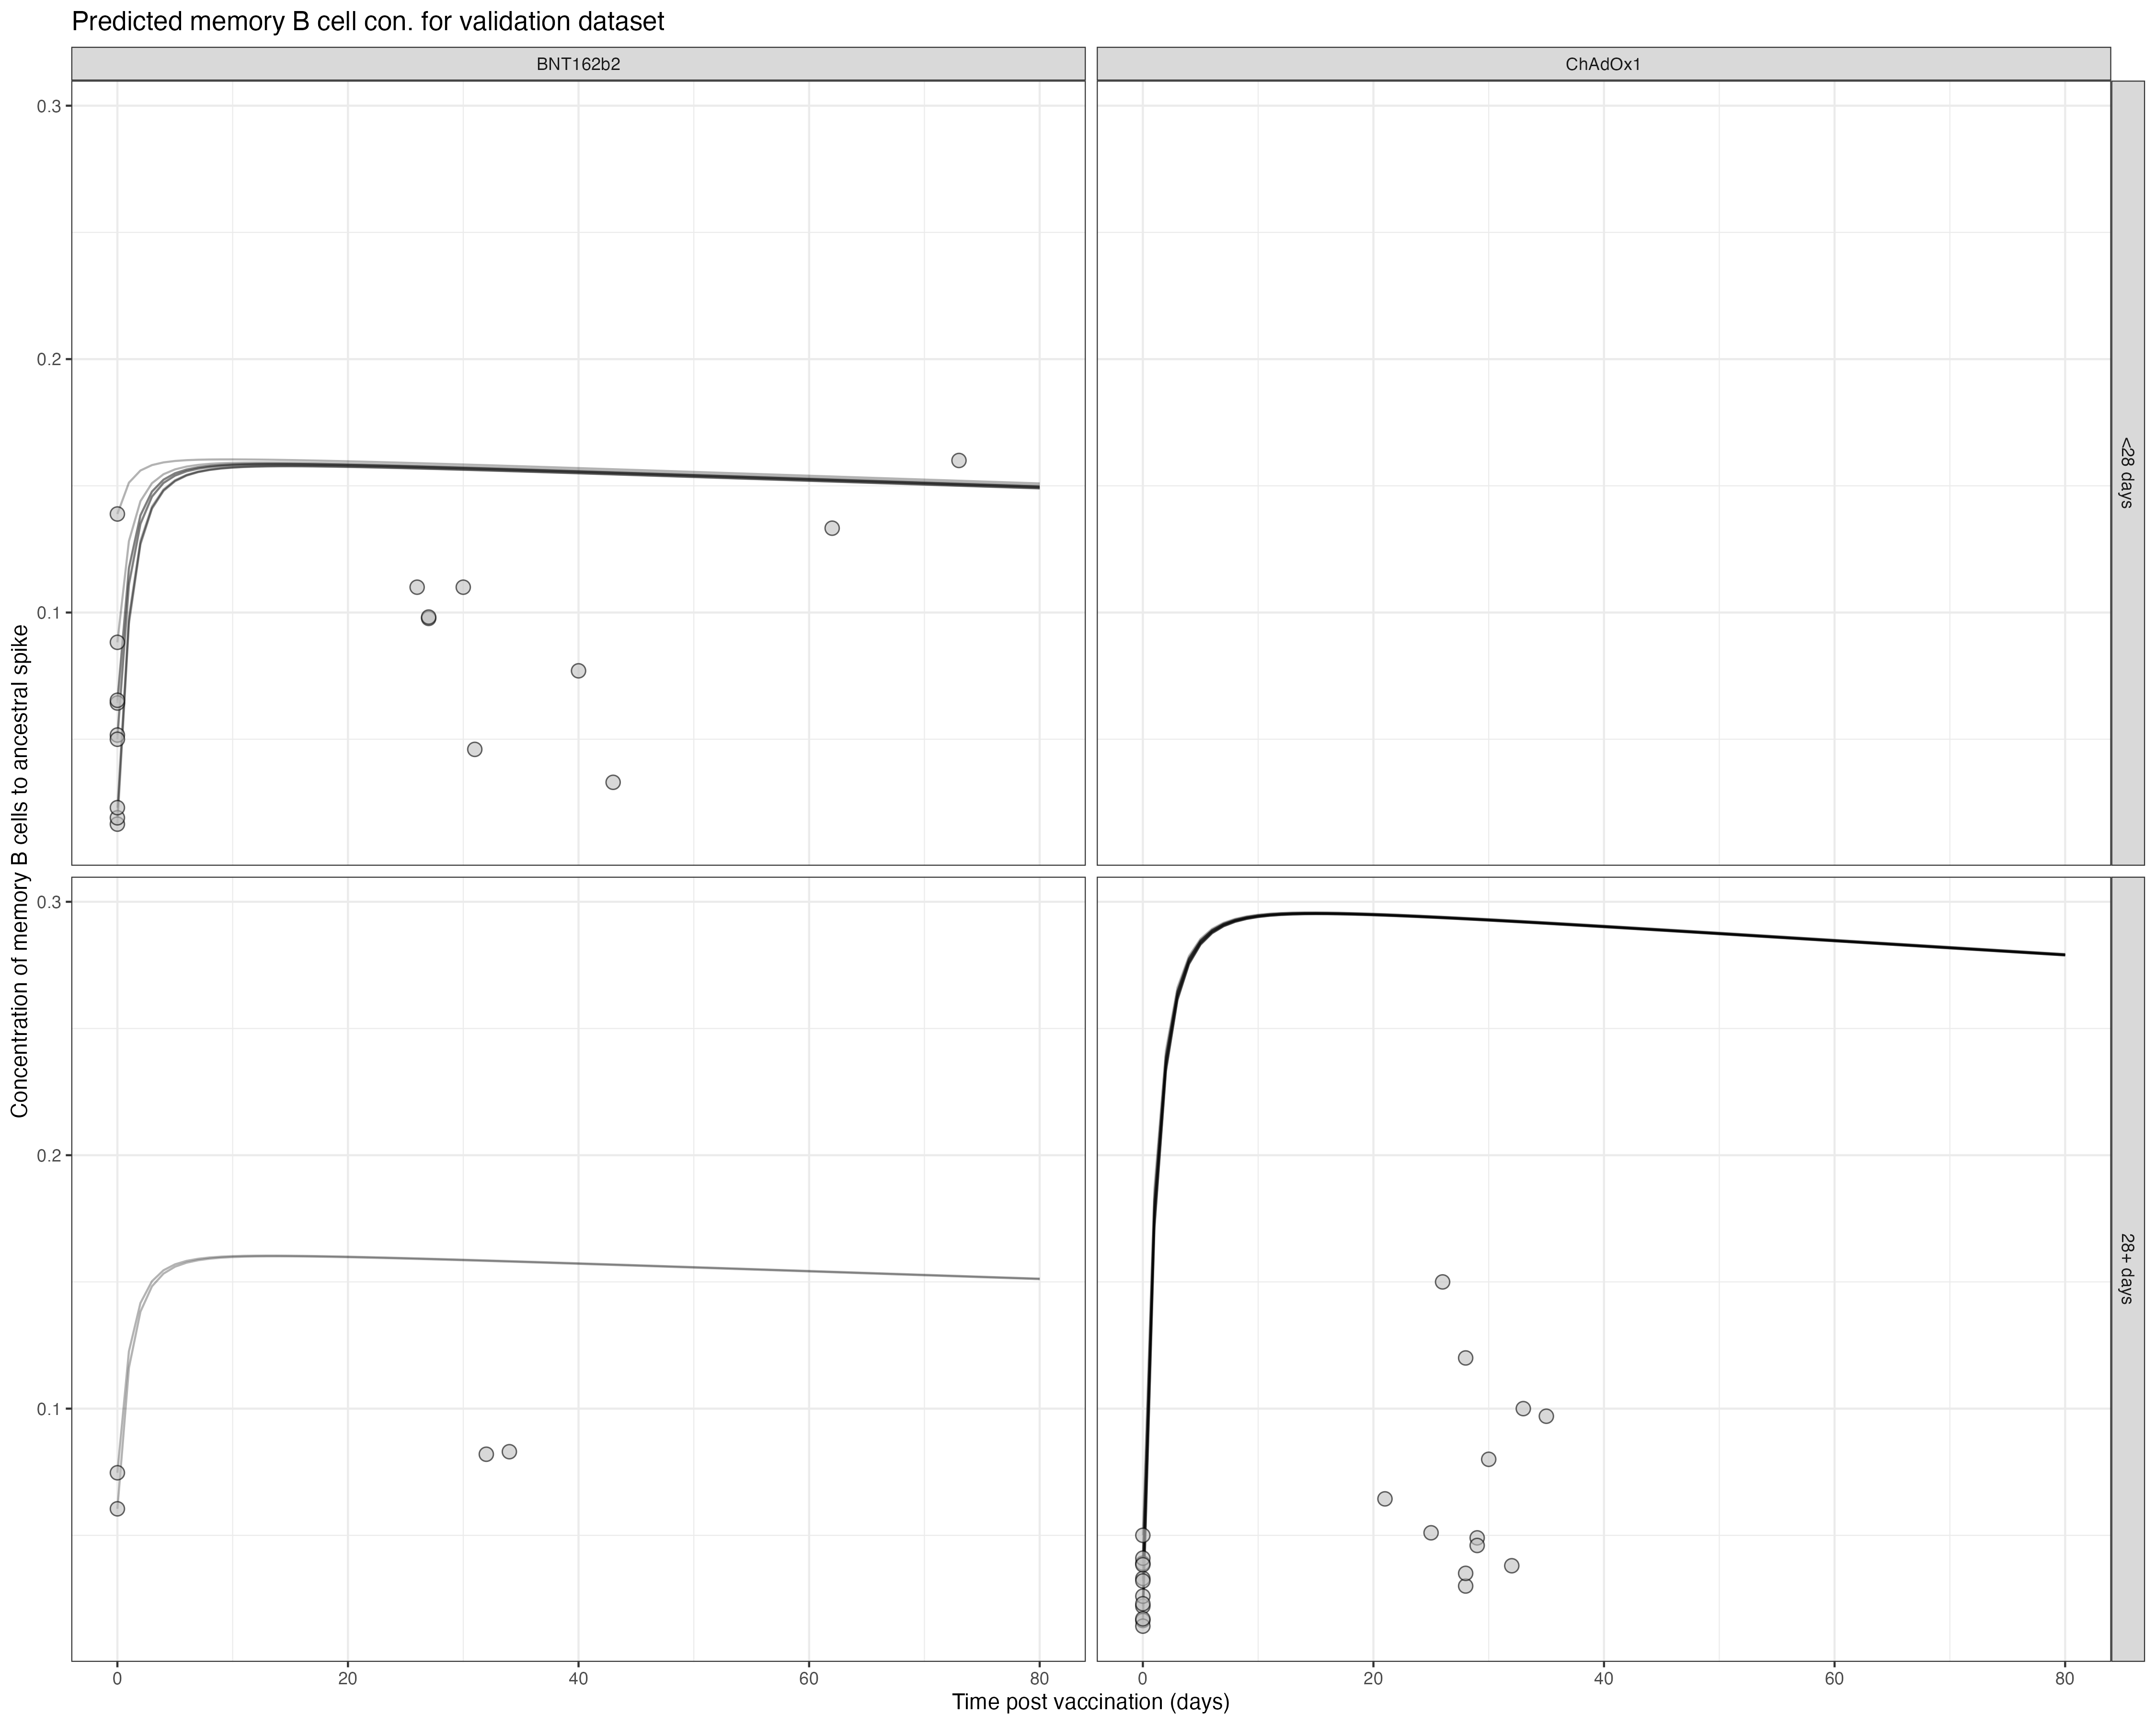 Predicted memory B cell con. for validation dataset
BNT162b2
ChAdOx1
0.3
0.2
0.1
<28 days
Concentration of memory B cells to ancestral spike
0.3
0.2
0.1
28+ days
0 20 40 60 80 0 20 40 60 80
Time post vaccination (days)